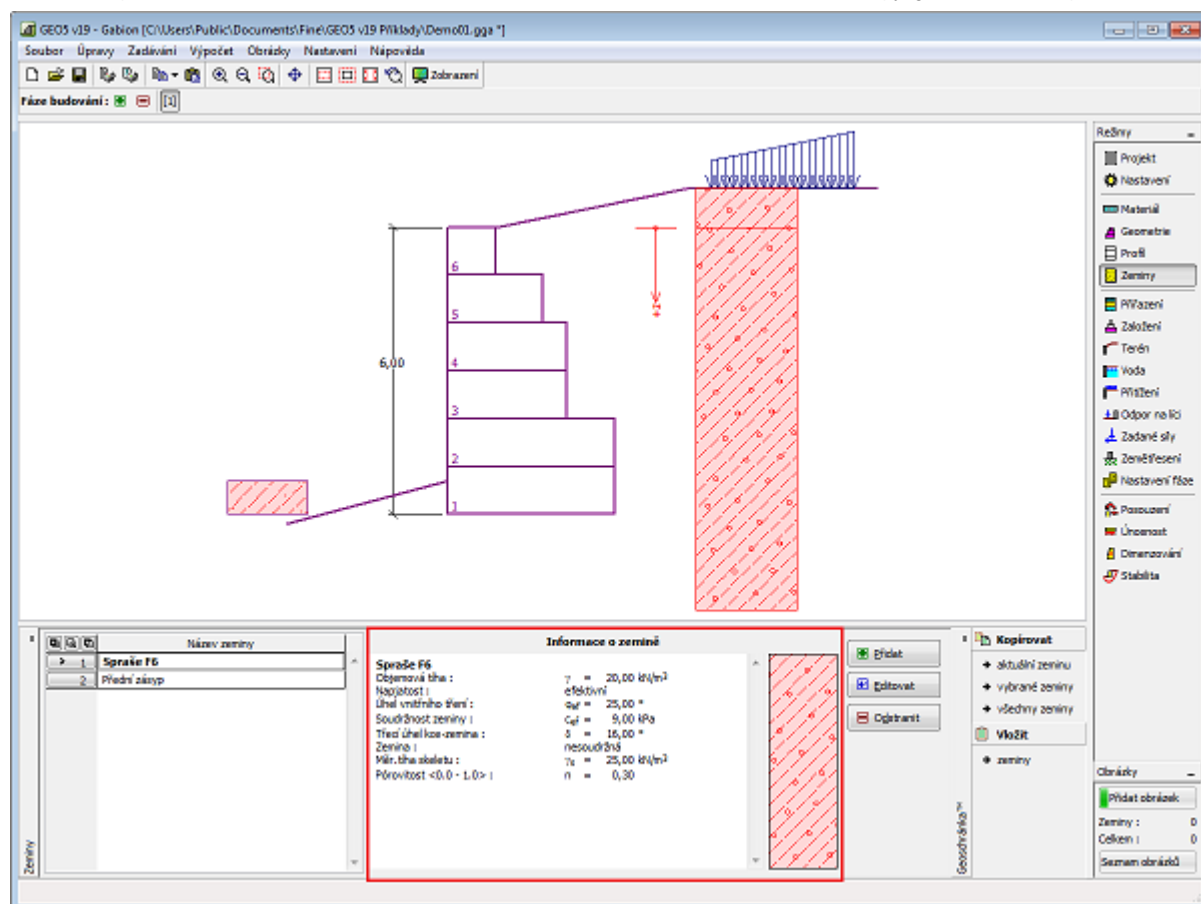 GEO5 v19 - Gabion [C:\Users\Public\Documents\Fine\GEO5 v19 Příklady\Demo01.gga *]
Soubor Úpravy Zadávání Výpočet Obrázky Nastavení Nápověda
Zobrazení
Fáze budování : [1]
6
5
4
3
2
1
6,00
+z
Režimy
Projekt
Nastavení
Materiál
Geometrie
Profil
Zeminy
Přiřazení
Založení
Terén
Voda
Přitížení
Odpor na líci
Zadané síly
Zemětřesení
Nastavení fáze
Posouzení
Únosnost
Dimenzování
Stabilita
Název zeminy
1 Spraše F6
2 Přední zásyp
Zeminy
Informace o zemině
Spraše F6
Objemová tíha : γ = 20,00 kN/m³
Napjatost : efektivní
Úhel vnitřního tření : φef = 25,00 °
Soudržnost zeminy : cef = 9,00 kPa
Třecí úhel kce-zemina : δ = 16,00 °
Zemina : nesoudržná
Měr. tíha skeletu : γs = 25,00 kN/m³
Pórovitost <0.0 - 1.0> : n = 0,30
Přidat
Editovat
Odstranit
Geoschránka™
Kopírovat
aktuální zeminu
vybrané zeminy
všechny zeminy
Vložit
zeminy
Obrázky
Přidat obrázek
Zeminy : 0
Celkem : 0
Seznam obrázků